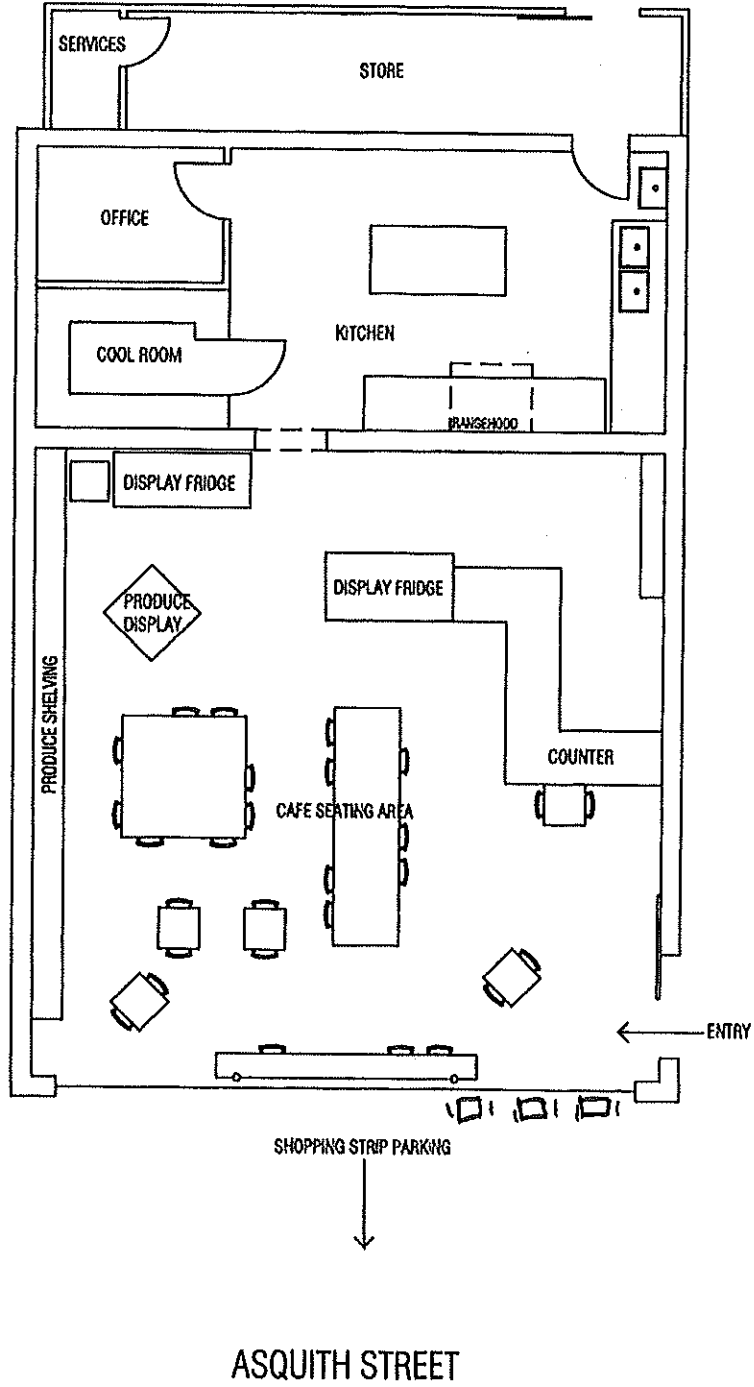 SERVICES
STORE
OFFICE
KITCHEN
COOL ROOM
RANGEHOOD
DISPLAY FRIDGE
DISPLAY FRIDGE
PRODUCE
DISPLAY
PRODUCE SHELVING
COUNTER
CAFE SEATING AREA
ENTRY
SHOPPING STRIP PARKING
ASQUITH STREET